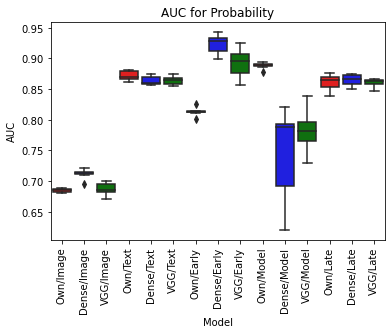 AUC for Probability
AUC
0.95
0.90
0.85
0.80
0.75
0.70
0.65
Own/Image
Dense/Image
VGG/Image
Own/Text
Dense/Text
VGG/Text
Own/Early
Dense/Early
VGG/Early
Own/Model
Dense/Model
VGG/Model
Own/Late
Dense/Late
VGG/Late
Model